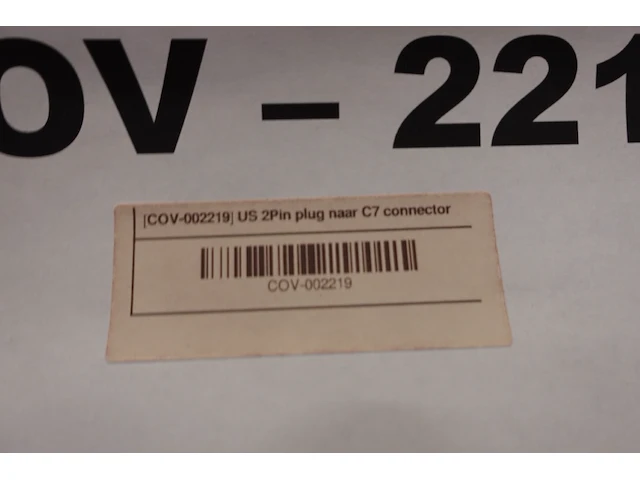 OV – 221
[COV-002219] US 2Pin plug naar C7 connector
COV-002219